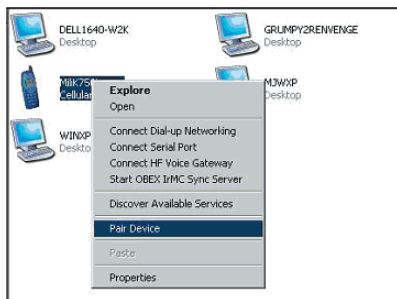 DELL1640-W2K
Desktop
GRUMPY2RENVENGE
Desktop
Cellular
MJWXP
Desktop
WINXP
Explore
Open
Connect Dial-up Networking
Connect Serial Port
Connect HF Voice Gateway
Start OBEX IrMC Sync Server
Discover Available Services
Pair Device
Paste
Properties